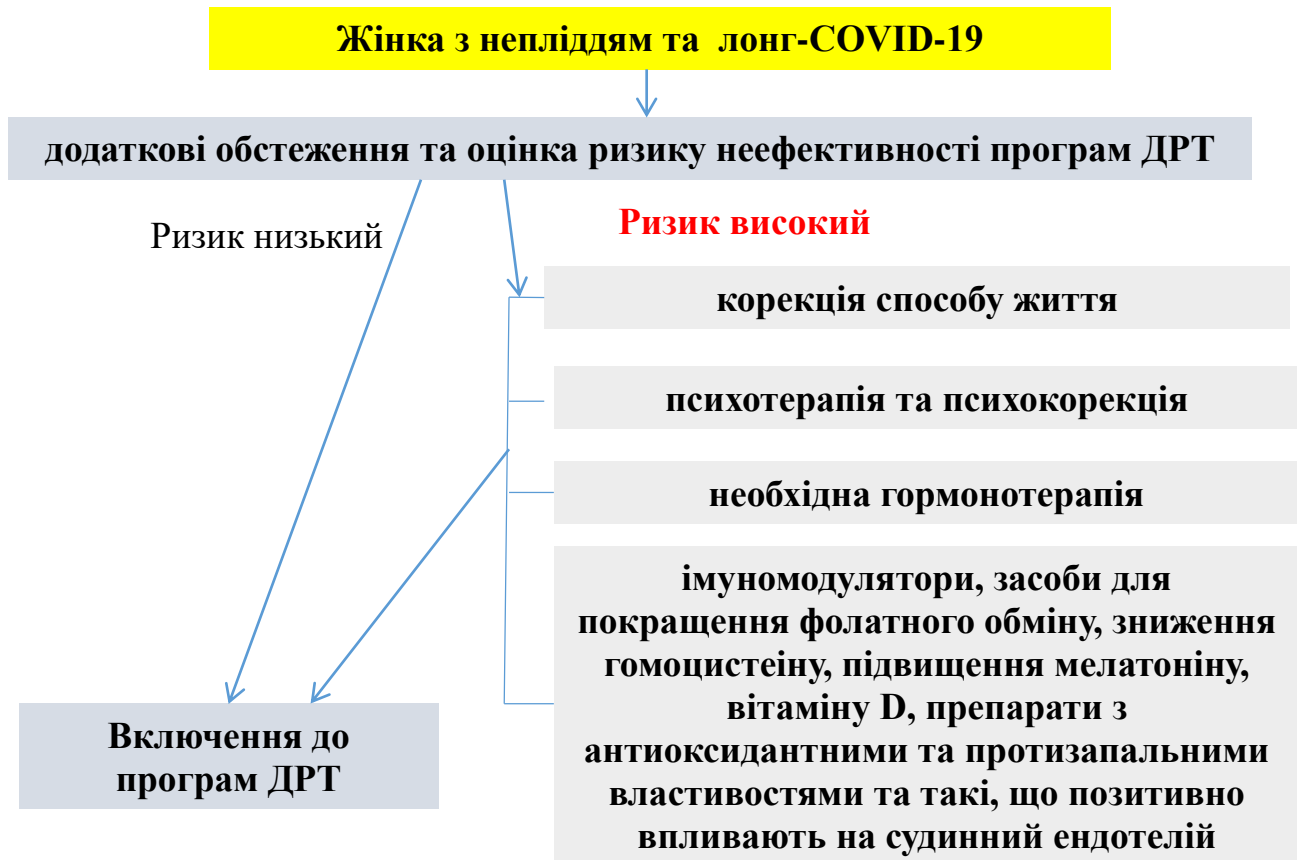 Жінка з непліддям та лонг-COVID-19
додаткові обстеження та оцінка ризику неефективності програм ДРТ
Ризик низький
Ризик високий
корекція способу життя
психотерапія та психокорекція
необхідна гормонотерапія
імуномодулятори, засоби для
покращення фолатного обміну, зниження
гомоцистеіну, підвищення мелатоніну,
вітаміну D, препарати з
антиоксидантними та протизапальними
властивостями та такі, що позитивно
впливають на судинний ендотелій
Включення до
програм ДРТ